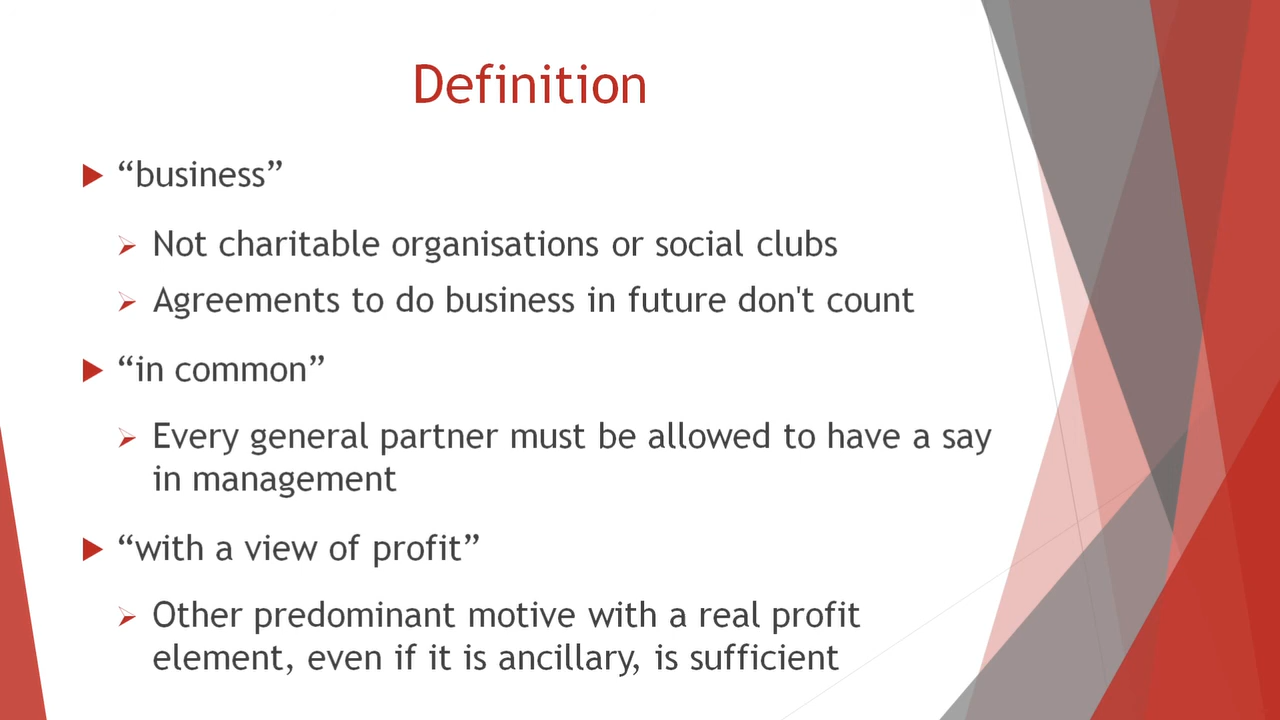 Definition
“business”
Not charitable organisations or social clubs
Agreements to do business in future don't count
“in common”
Every general partner must be allowed to have a say
in management
“with a view of profit”
Other predominant motive with a real profit
element, even if it is ancillary, is sufficient